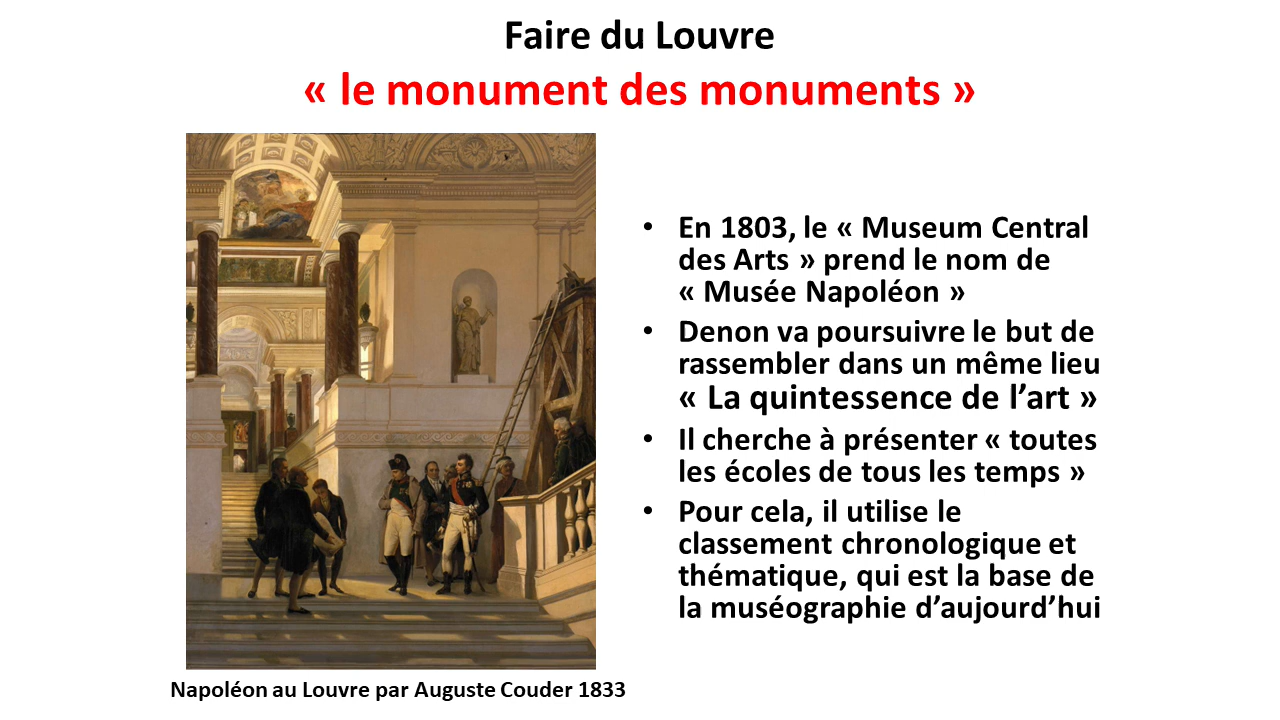 Faire du Louvre
« le monument des monuments »
• En 1803, le « Museum Central
des Arts » prend le nom de
« Musée Napoléon »
• Denon va poursuivre le but de
rassembler dans un même lieu
« La quintessence de l’art »
• Il cherche à présenter « toutes
les écoles de tous les temps »
• Pour cela, il utilise le
classement chronologique et
thématique, qui est la base de
la muséographie d’aujourd’hui
Napoléon au Louvre par Auguste Couder 1833